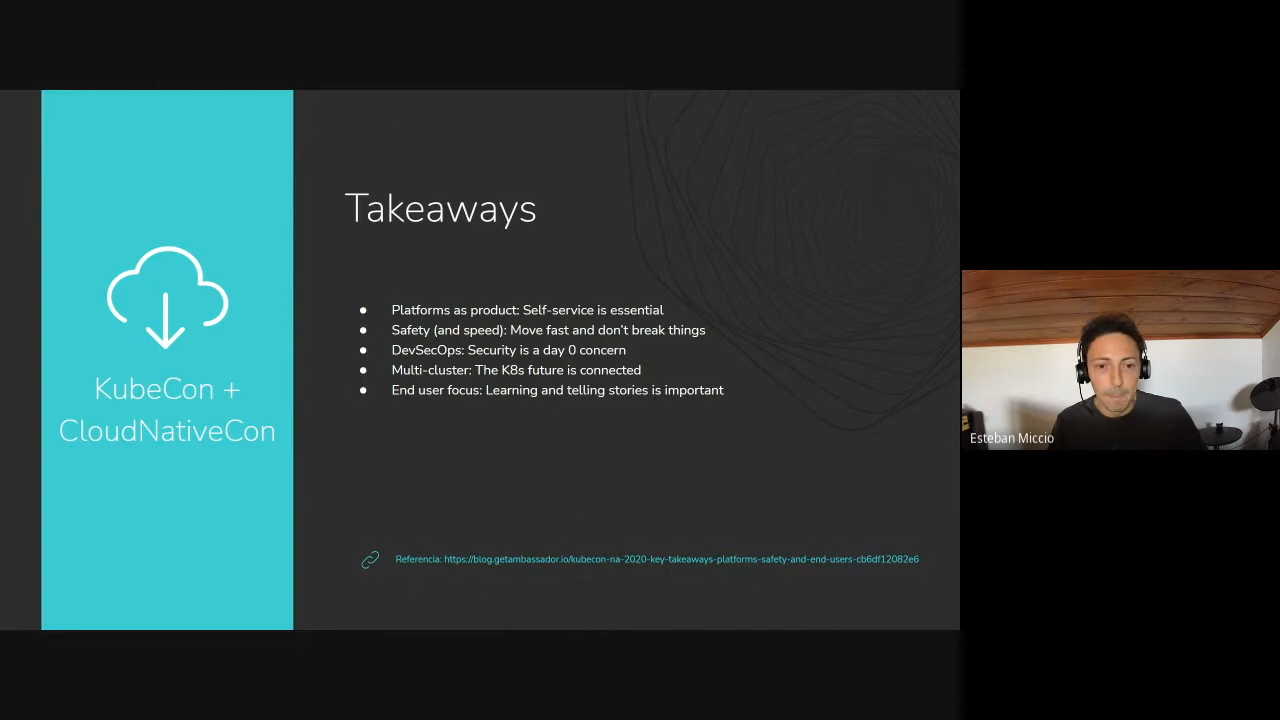 Takeaways
● Platforms as product: Self-service is essential
● Safety (and speed): Move fast and don't break things
● DevSecOps: Security is a day 0 concern
● Multi-cluster: The K8s future is connected
● End user focus: Learning and telling stories is important
KubeCon +
CloudNativeCon
Referencia: https://blog.getambassador.io/kubecon-na-2020-key-takeaways-platforms-safety-and-end-users-cb6df12082e6
Esteban Miccio